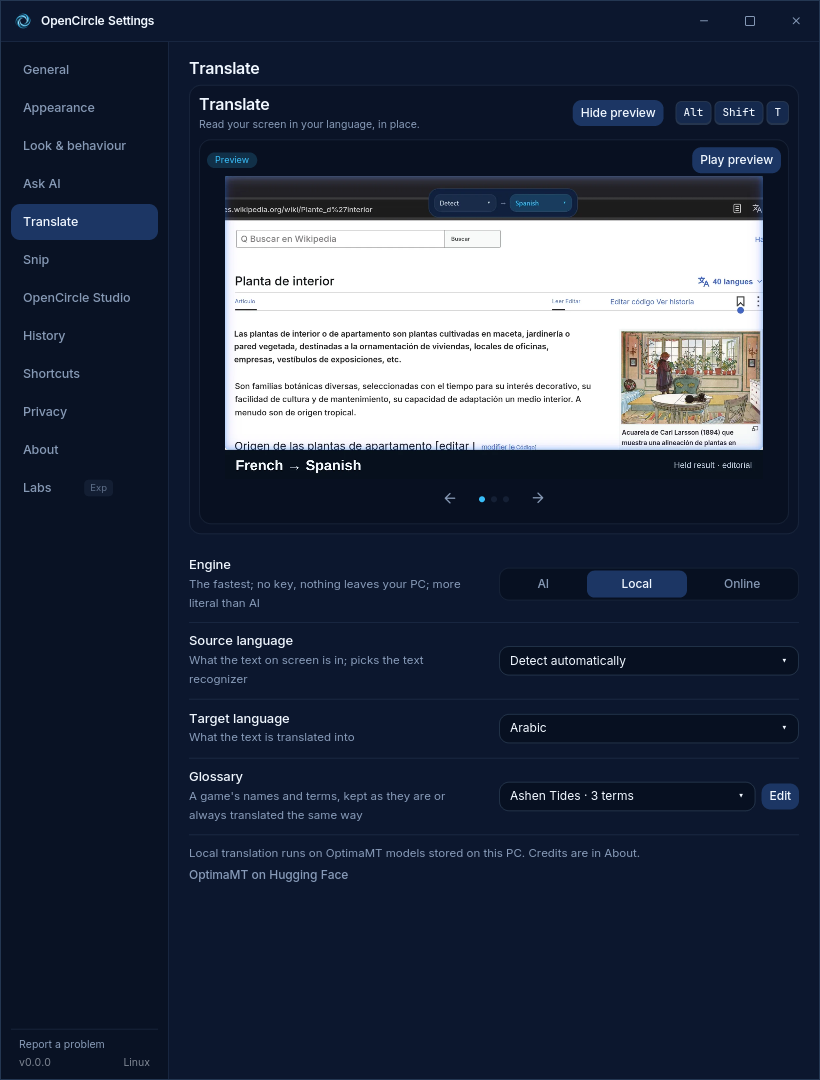 OpenCircle Settings
General
Appearance
Look & behaviour
Ask AI
Translate
Snip
OpenCircle Studio
History
Shortcuts
Privacy
About
Labs Exp
Report a problem
v0.0.0 Linux
Translate
Translate
Read your screen in your language, in place.
Hide preview Alt Shift T
Preview
Play preview
Detect → Spanish
es.wikipedia.org/wiki/Plante_d%27interior
Q Buscar en Wikipedia Buscar
Ha
Planta de interior
40 langues
Artículo Leer Editar Editar código Ver historia
Las plantas de interior o de apartamento son plantas cultivadas en maceta, jardinería o
pared vegetada, destinadas a la ornamentación de viviendas, locales de oficinas,
empresas, vestíbulos de exposiciones, etc.
Son familias botánicas diversas, seleccionadas con el tiempo para su interés decorativo, su
facilidad de cultura y de mantenimiento, su capacidad de adaptación un medio interior. A
menudo son de origen tropical.
Acuarela de Carl Larsson (1894) que
muestra una alineación de plantas en
Origen de las plantas de apartamento [editar | modifier le Código]
French → Spanish
Held result · editorial
Engine
The fastest; no key, nothing leaves your PC; more
literal than AI
AI Local Online
Source language
What the text on screen is in; picks the text
recognizer
Detect automatically
Target language
What the text is translated into
Arabic
Glossary
A game's names and terms, kept as they are or
always translated the same way
Ashen Tides · 3 terms Edit
Local translation runs on OptimaMT models stored on this PC. Credits are in About.
OptimaMT on Hugging Face